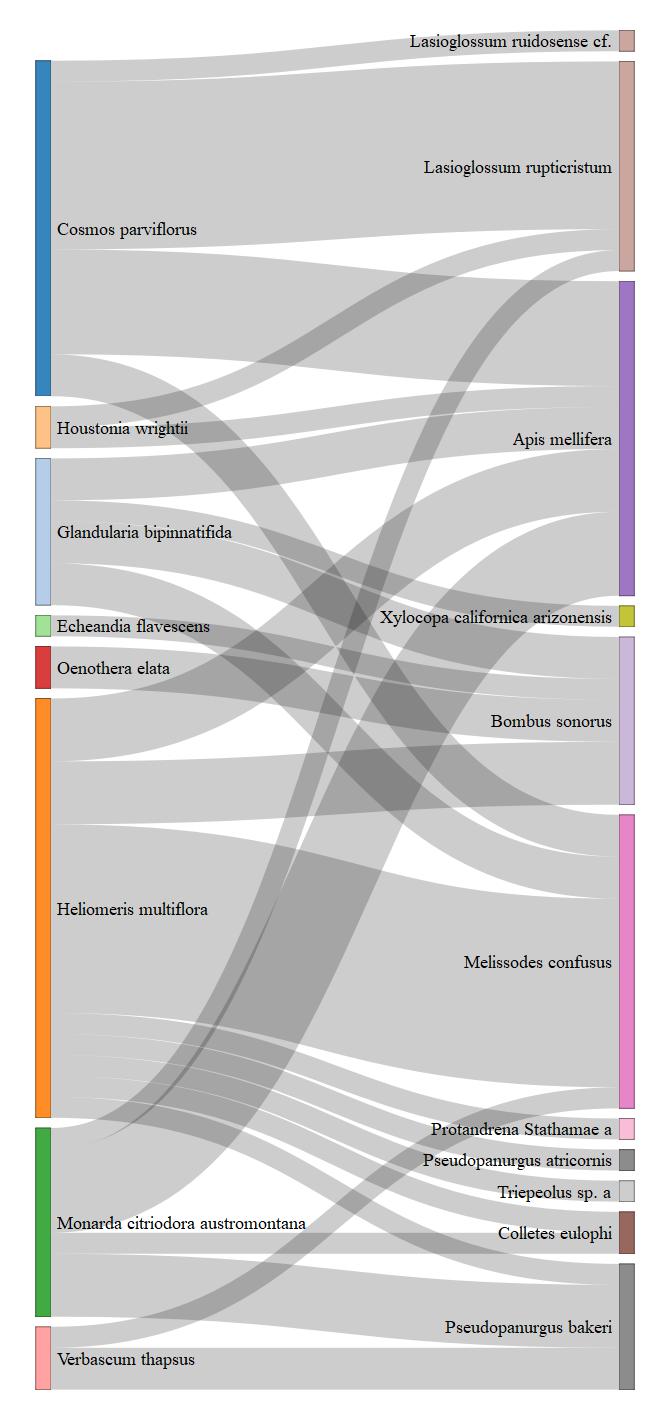 Lasioglossum ruidosense cf.
Lasioglossum rupticristum
Cosmos parviflorus
Houstonia wrightii
Apis mellifera
Glandularia bipinnatifida
Xylocopa californica arizonensis
Echeandia flavescens
Oenothera elata
Bombus sonorus
Heliomeris multiflora
Melissodes confusus
Protandrena Stathamae a
Pseudopanurgus atricornis
Triepeolus sp. a
Monarda citriodora austromontana
Colletes eulophi
Pseudopanurgus bakeri
Verbascum thapsus